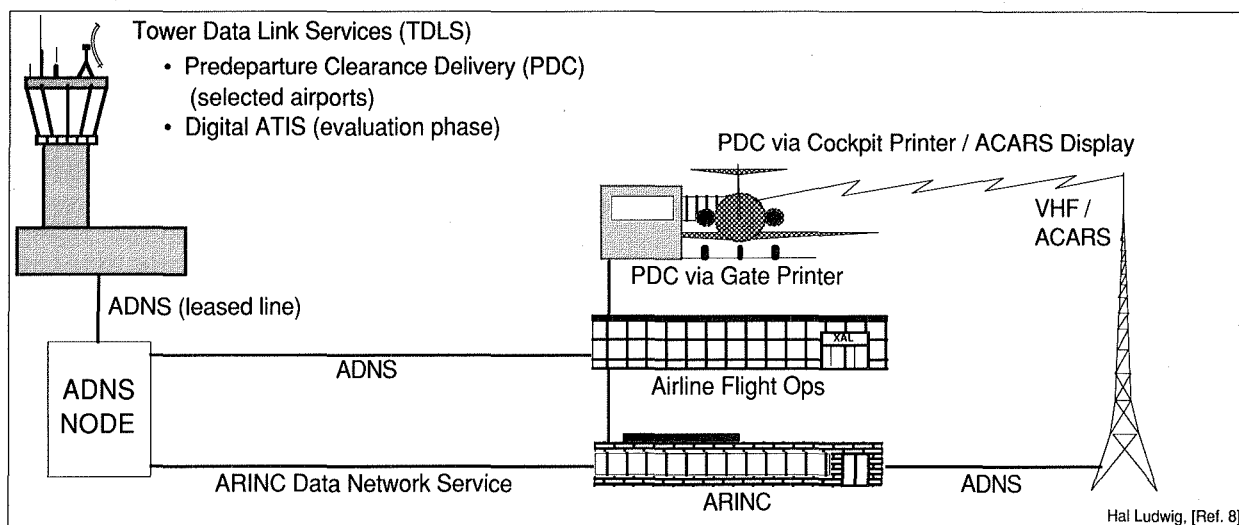 Tower Data Link Services (TDLS)
• Predeparture Clearance Delivery (PDC)
(selected airports)
• Digital ATIS (evaluation phase)
PDC via Cockpit Printer / ACARS Display
VHF /
ACARS
PDC via Gate Printer
ADNS (leased line)
XAL
ADNS
NODE
ADNS
Airline Flight Ops
ARINC Data Network Service
ARINC
ADNS
Hal Ludwig, [Ref. 8]